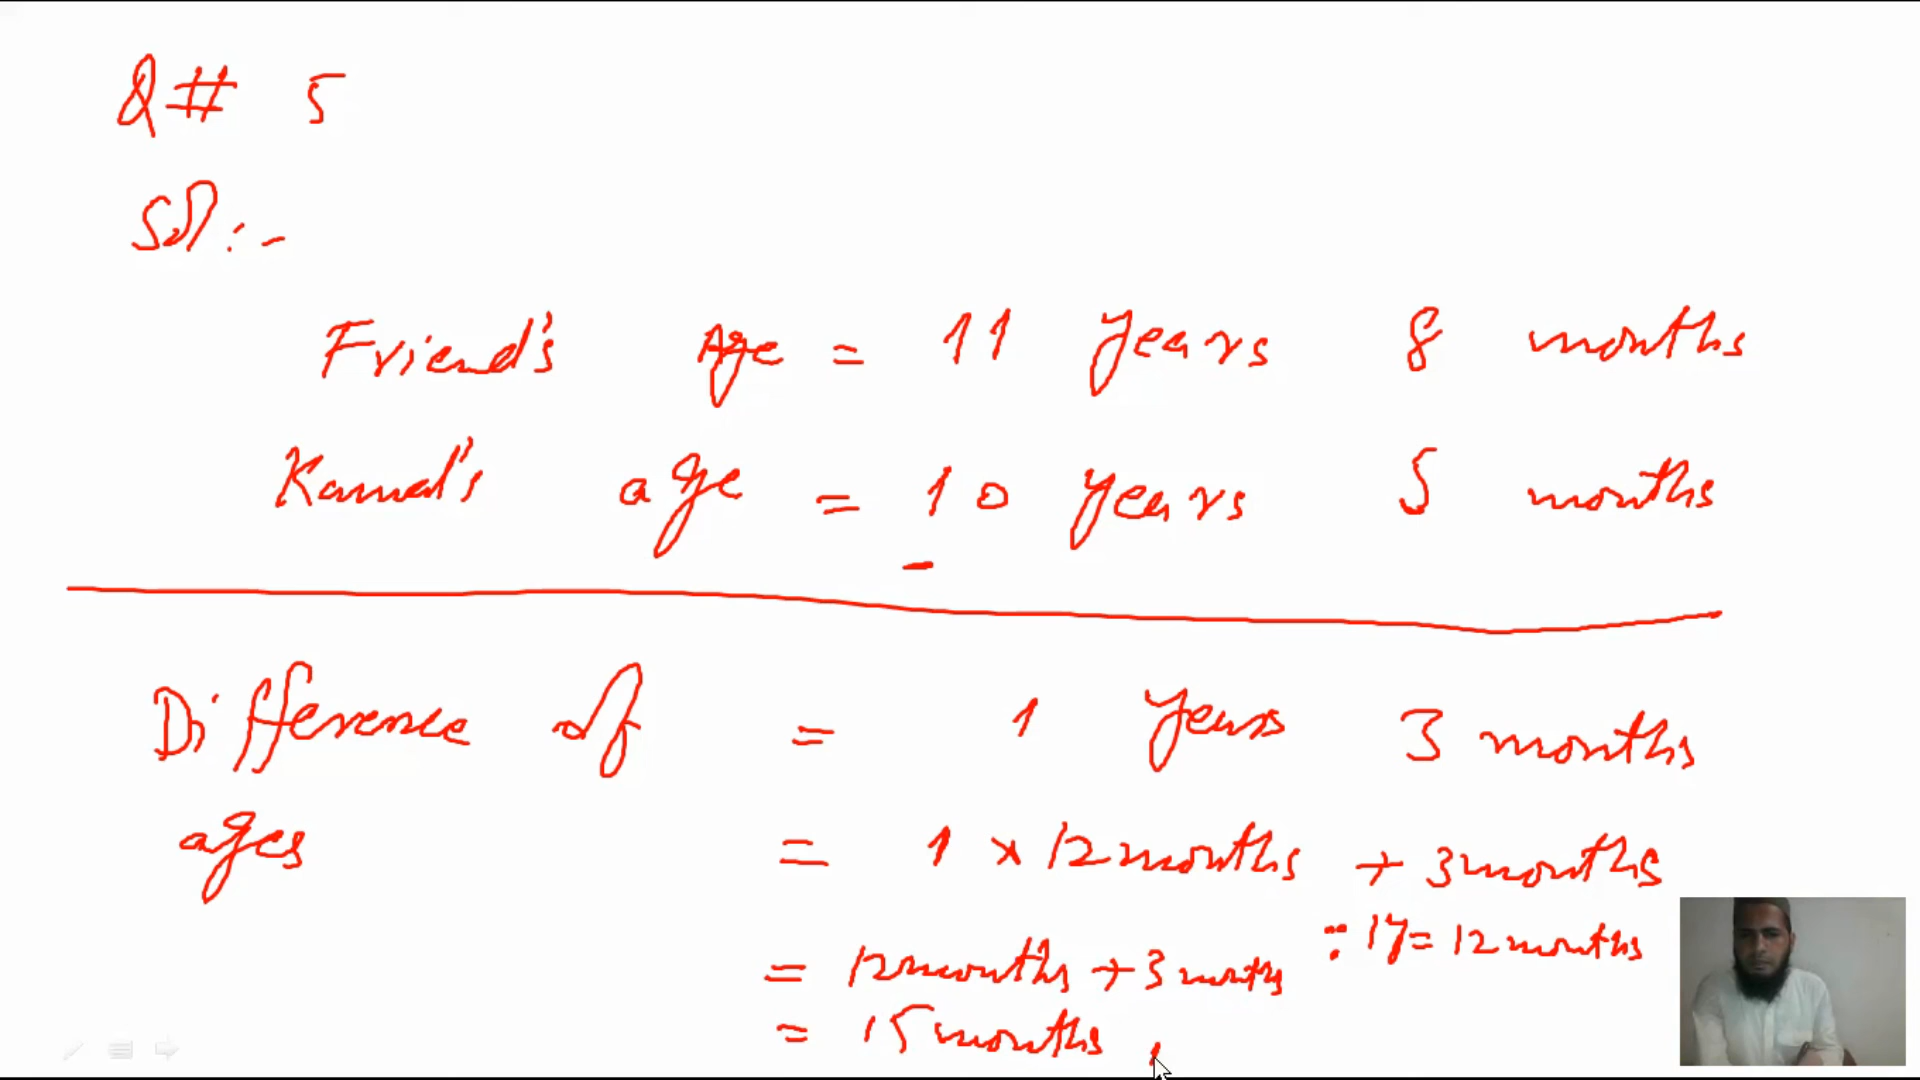 Q# 5
Sol:-
Friend's Age = 11 years 8 months
Kamal's age = 10 years 5 months
-
Difference of = 1 years 3 months
ages = 1 × 12 months + 3 months
∵ 1y = 12 months
= 12 months + 3 months
= 15 months